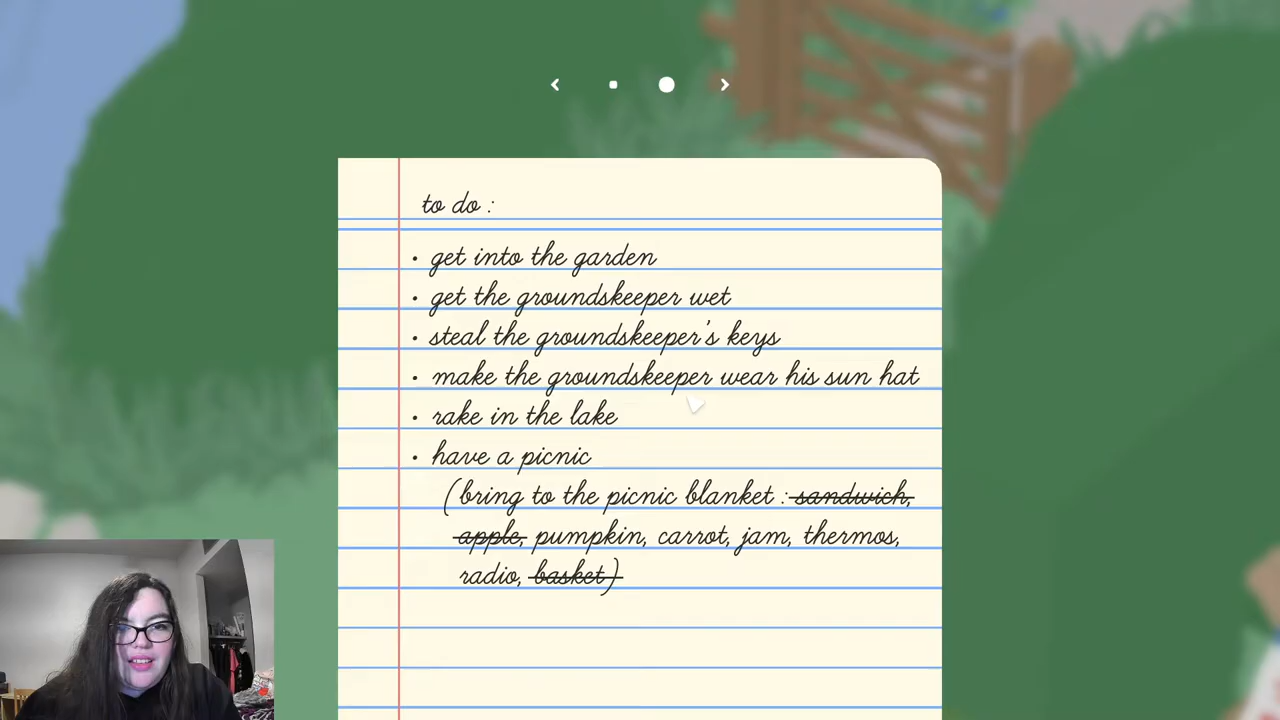 to do :
• get into the garden
• get the groundskeeper wet
• steal the groundskeeper's keys
• make the groundskeeper wear his sun hat
• rake in the lake
• have a picnic
(bring to the picnic blanket : sandwich,
apple, pumpkin, carrot, jam, thermos,
radio, basket)